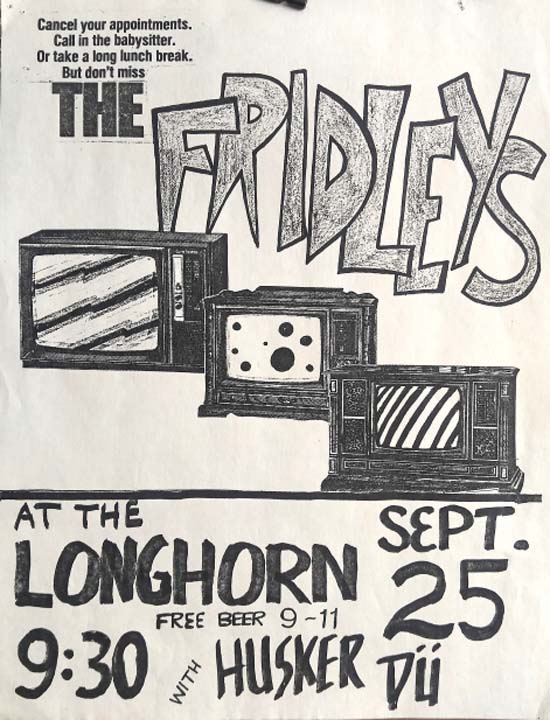 Cancel your appointments.
Call in the babysitter.
Or take a long lunch break.
But don't miss
THE FRIDLEYS
AT THE
LONGHORN
SEPT.
25
FREE BEER 9-11
9:30 WITH HUSKER DÜ